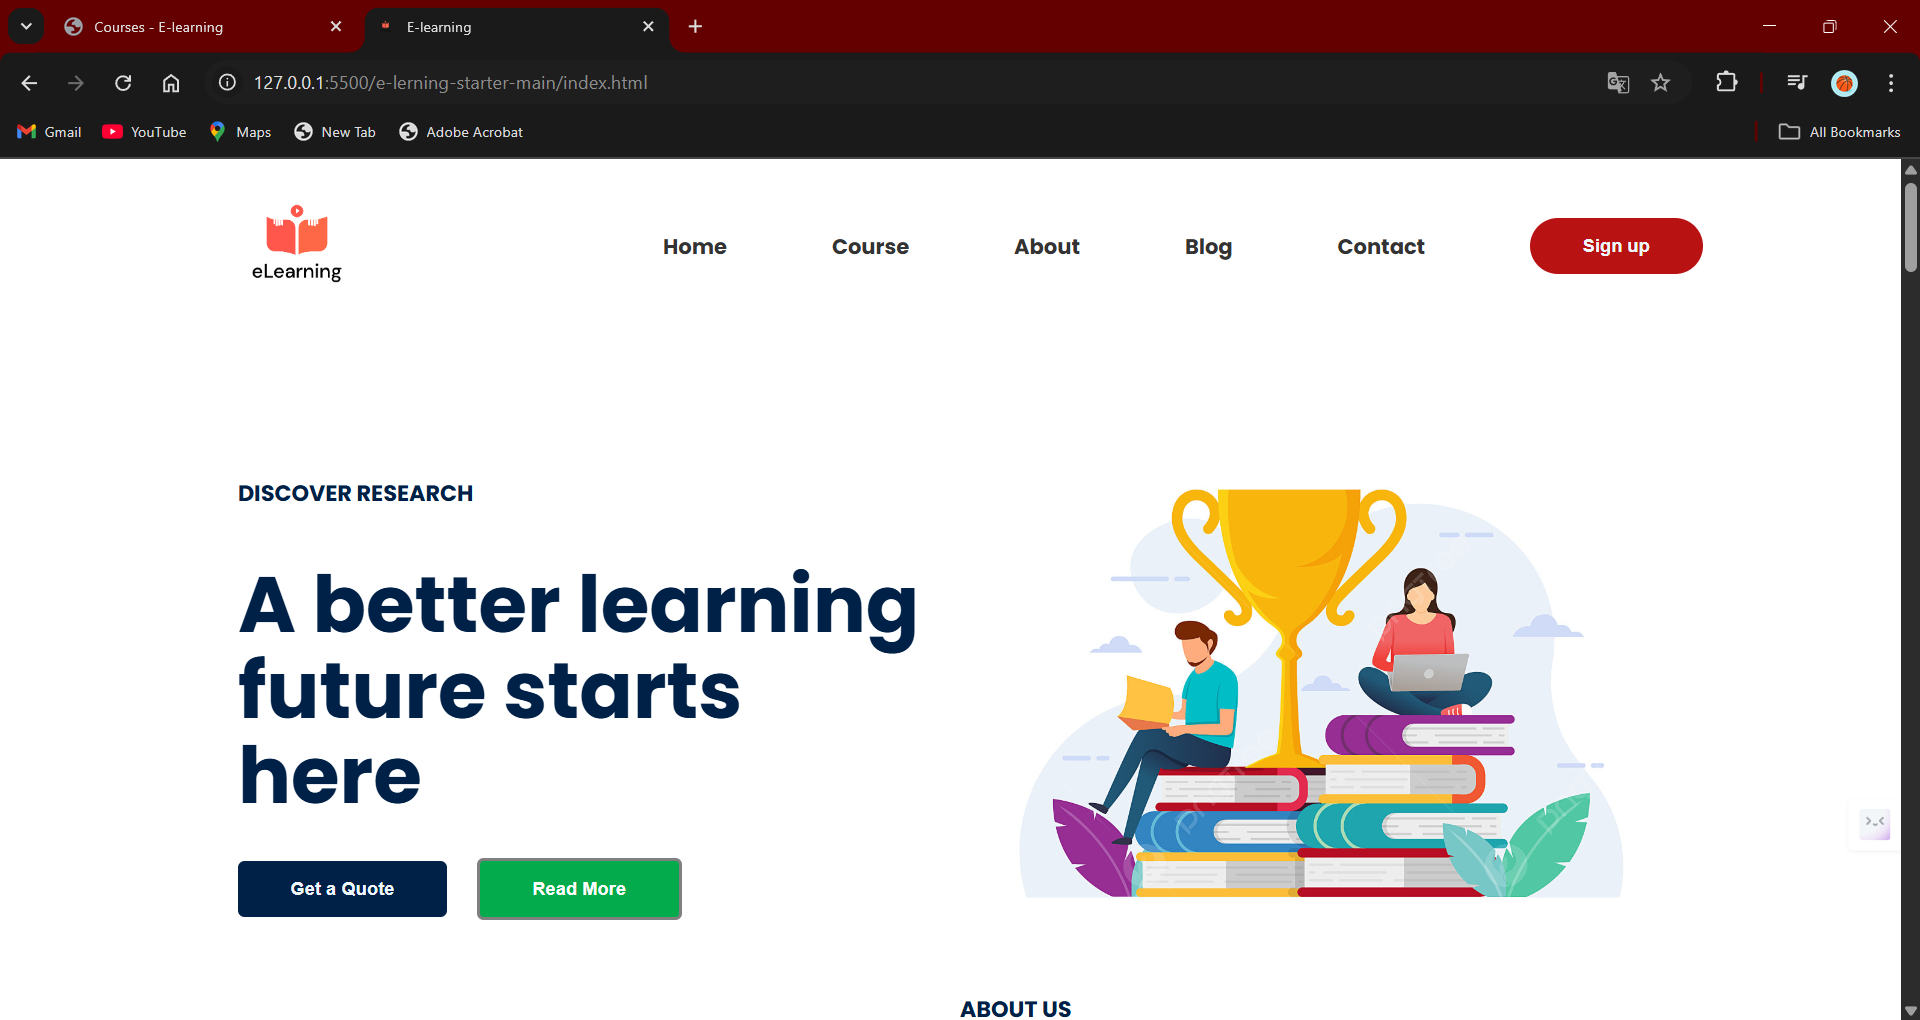 Courses - E-learning
E-learning
127.0.0.1:5500/e-lerning-starter-main/index.html
Gmail
YouTube
Maps
New Tab
Adobe Acrobat
All Bookmarks
eLearning
Home
Course
About
Blog
Contact
Sign up
DISCOVER RESEARCH
A better learning
future starts
here
Get a Quote
Read More
ABOUT US